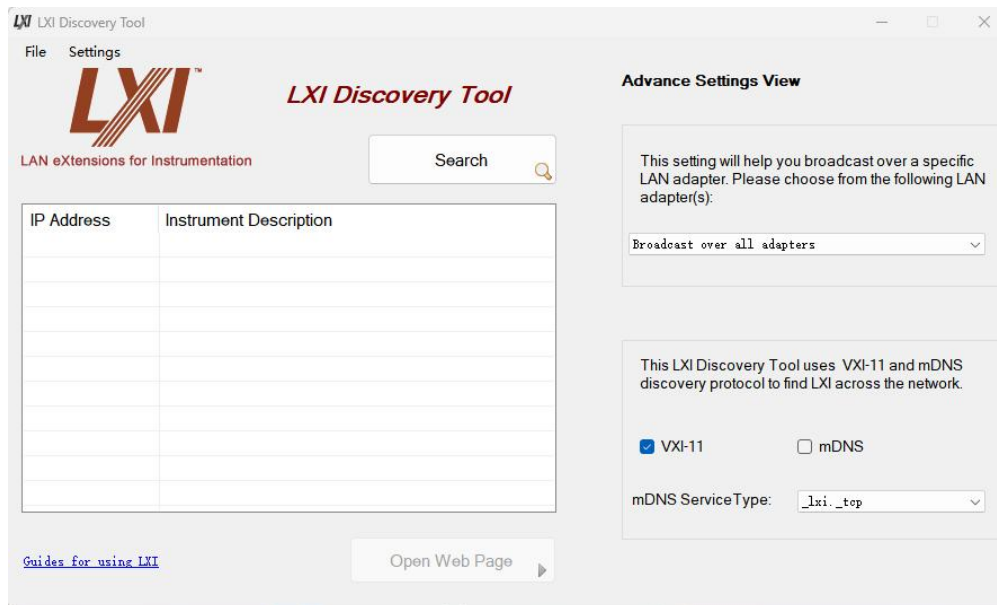 LXI LXI Discovery Tool
File Settings
LXI™
LXI Discovery Tool
LAN eXtensions for Instrumentation
Search
IP Address Instrument Description
Guides for using LXI
Open Web Page
Advance Settings View
This setting will help you broadcast over a specific
LAN adapter. Please choose from the following LAN
adapter(s):
Broadcast over all adapters
This LXI Discovery Tool uses VXI-11 and mDNS
discovery protocol to find LXI across the network.
VXI-11 mDNS
mDNS ServiceType: _lxi._tcp